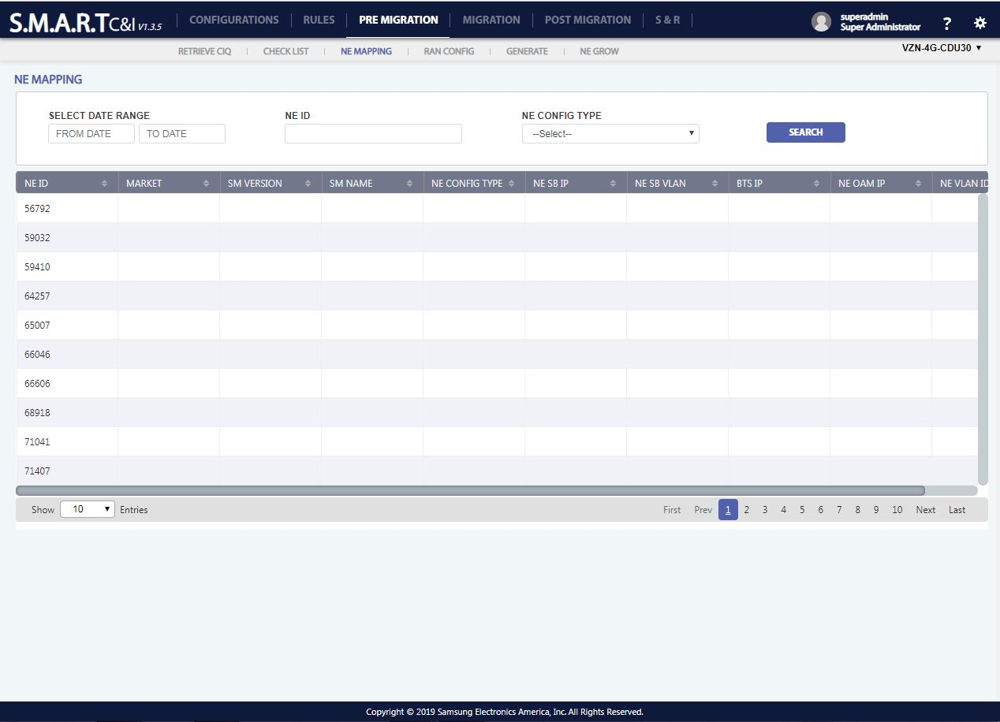 S.M.A.R.T C&I V1.3.5 CONFIGURATIONS RULES PRE MIGRATION MIGRATION POST MIGRATION S & R superadmin Super Administrator ?
RETRIEVE CIQ CHECK LIST NE MAPPING RAN CONFIG GENERATE NE GROW VZN-4G-CDU30
NE MAPPING
SELECT DATE RANGE NE ID NE CONFIG TYPE
FROM DATE TO DATE --Select-- SEARCH
NE ID MARKET SM VERSION SM NAME NE CONFIG TYPE NE SB IP NE SB VLAN BTS IP NE OAM IP NE VLAN ID
56792
59032
59410
64257
65007
66046
66606
68918
71041
71407
Show 10 Entries First Prev 1 2 3 4 5 6 7 8 9 10 Next Last
Copyright © 2019 Samsung Electronics America, Inc. All Rights Reserved.